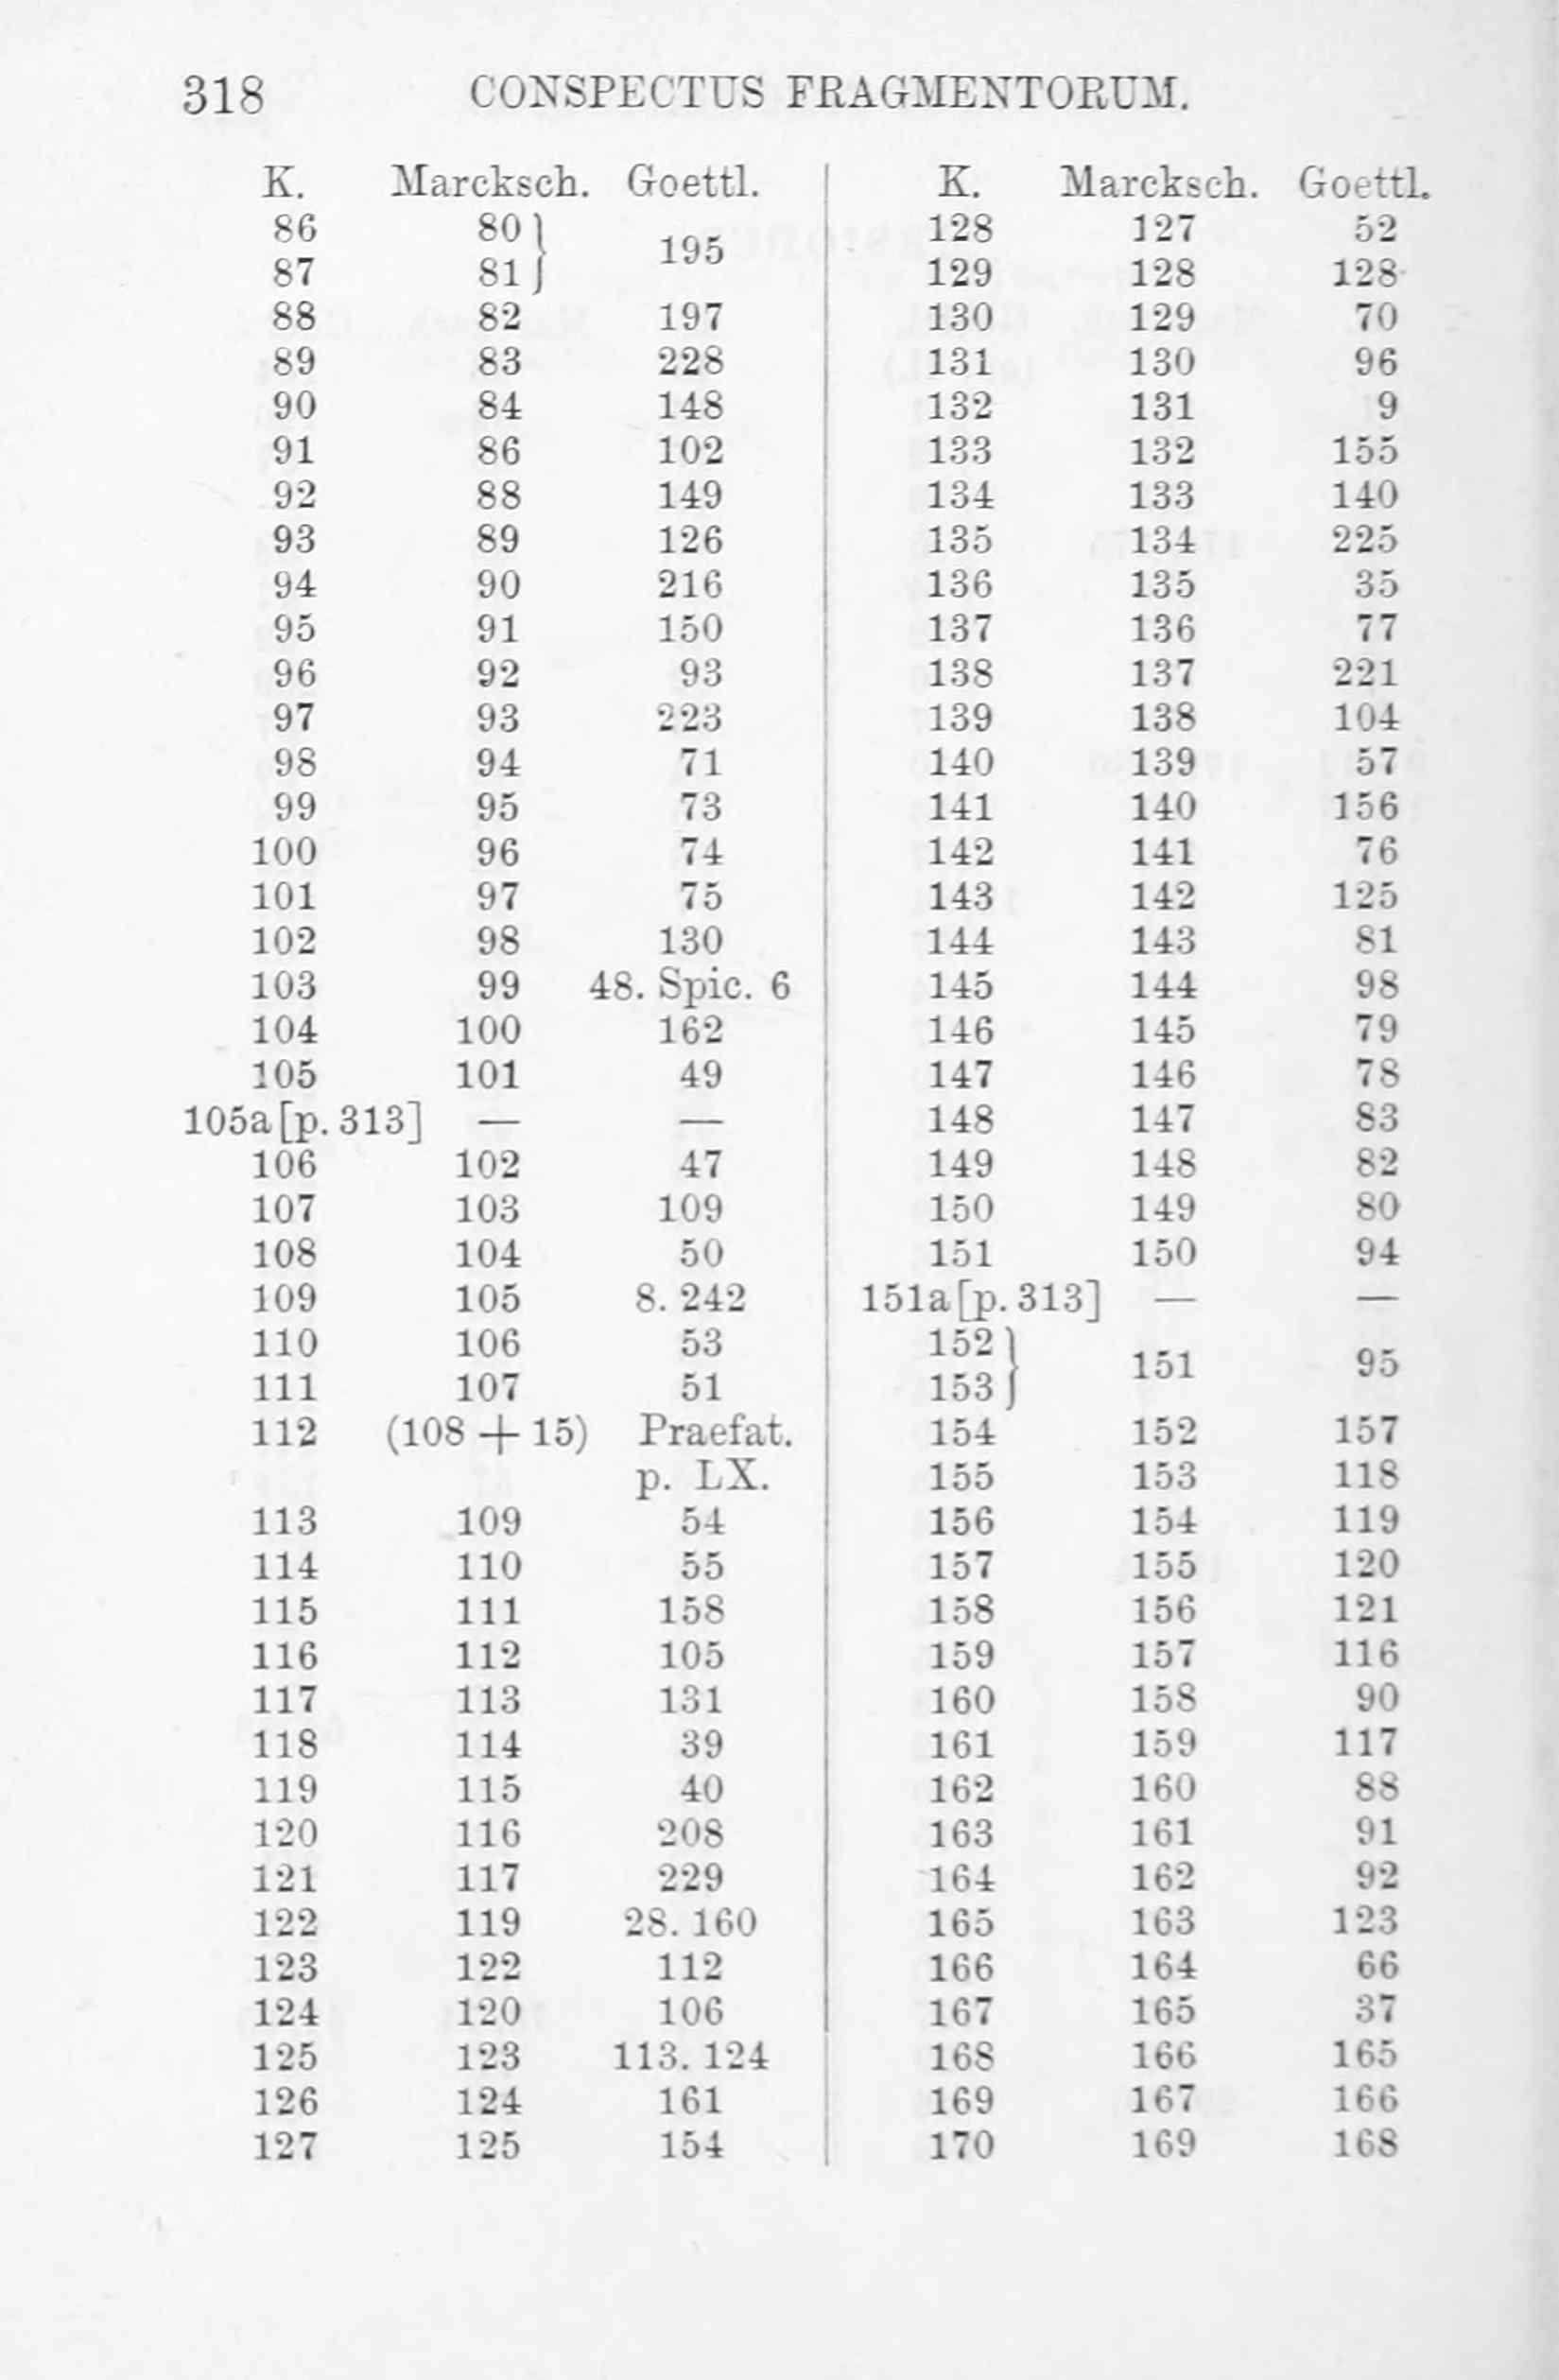 318 CONSPECTUS FRAGMENTORUM.
K. Marcksch. Goettl.
86 80 } 195
87 81
88 82 197
89 83 228
90 84 148
91 86 102
92 88 149
93 89 126
94 90 216
95 91 150
96 92 93
97 93 223
98 94 71
99 95 73
100 96 74
101 97 75
102 98 130
103 99 48. Spic. 6
104 100 162
105 101 49
105a [p. 313] — —
106 102 47
107 103 109
108 104 50
109 105 8. 242
110 106 53
111 107 51
112 (108 + 15) Praefat.
p. LX.
113 109 54
114 110 55
115 111 158
116 112 105
117 113 131
118 114 39
119 115 40
120 116 208
121 117 229
122 119 28. 160
123 122 112
124 120 106
125 123 113. 124
126 124 161
127 125 154
K. Marcksch. Goettl.
128 127 52
129 128 128
130 129 70
131 130 96
132 131 9
133 132 155
134 133 140
135 134 225
136 135 35
137 136 77
138 137 221
139 138 104
140 139 57
141 140 156
142 141 76
143 142 125
144 143 81
145 144 98
146 145 79
147 146 78
148 147 83
149 148 82
150 149 80
151 150 94
151a [p. 313] — —
152 } 151 95
153
154 152 157
155 153 118
156 154 119
157 155 120
158 156 121
159 157 116
160 158 90
161 159 117
162 160 88
163 161 91
164 162 92
165 163 123
166 164 66
167 165 37
168 166 165
169 167 166
170 169 168